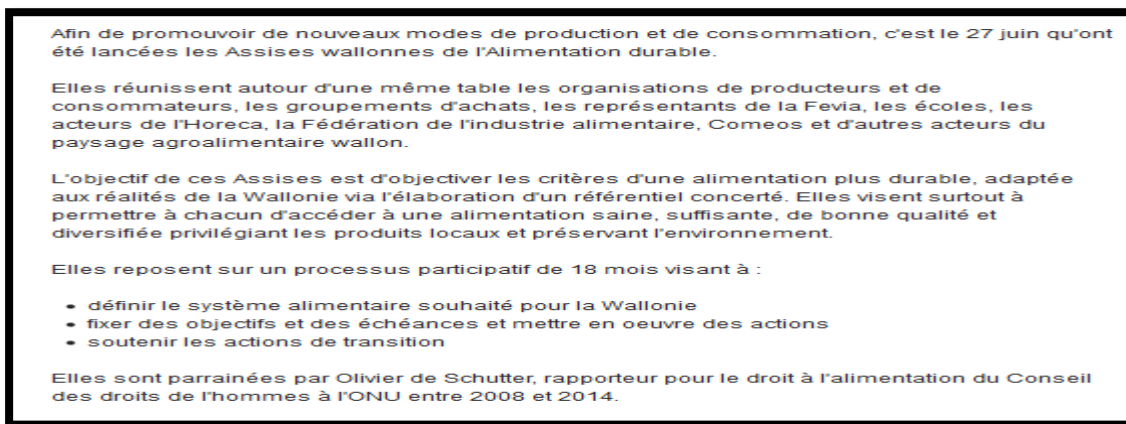 Afin de promouvoir de nouveaux modes de production et de consommation, c'est le 27 juin qu'ont
été lancées les Assises wallonnes de l'Alimentation durable.
Elles réunissent autour d'une même table les organisations de producteurs et de
consommateurs, les groupements d'achats, les représentants de la Fevia, les écoles, les
acteurs de l'Horeca, la Fédération de l'industrie alimentaire, Comeos et d'autres acteurs du
paysage agroalimentaire wallon.
L'objectif de ces Assises est d'objectiver les critères d'une alimentation plus durable, adaptée
aux réalités de la Wallonie via l'élaboration d'un référentiel concerté. Elles visent surtout à
permettre à chacun d'accéder à une alimentation saine, suffisante, de bonne qualité et
diversifiée privilégiant les produits locaux et préservant l'environnement.
Elles reposent sur un processus participatif de 18 mois visant à :
• définir le système alimentaire souhaité pour la Wallonie
• fixer des objectifs et des échéances et mettre en oeuvre des actions
• soutenir les actions de transition
Elles sont parrainées par Olivier de Schutter, rapporteur pour le droit à l'alimentation du Conseil
des droits de l'hommes à l'ONU entre 2008 et 2014.